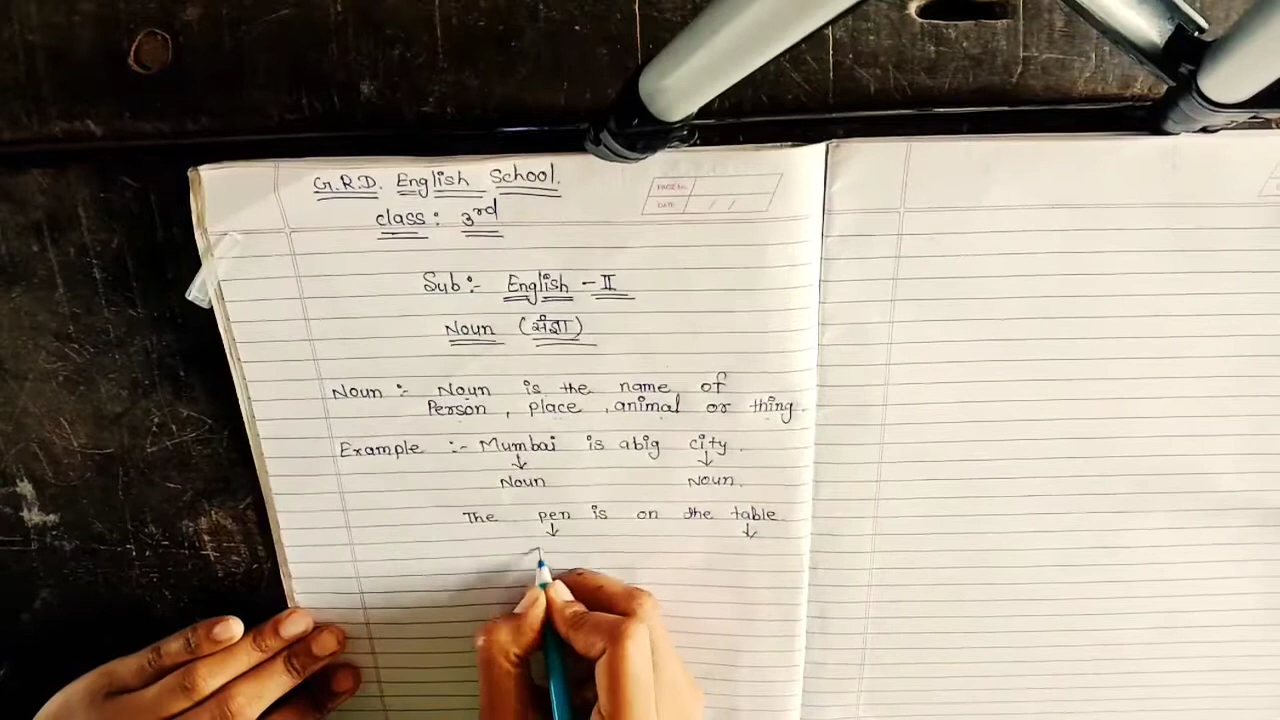 G.R.D. English School.
class: 3rd
PAGE No.
DATE / /
Sub:- English - II
Noun (संज्ञा)
Noun :- Noun is the name of
Person, place, animal or thing.
Example :- Mumbai is abig city.
↓ ↓
Noun Noun.
The pen is on the table
↓ ↓